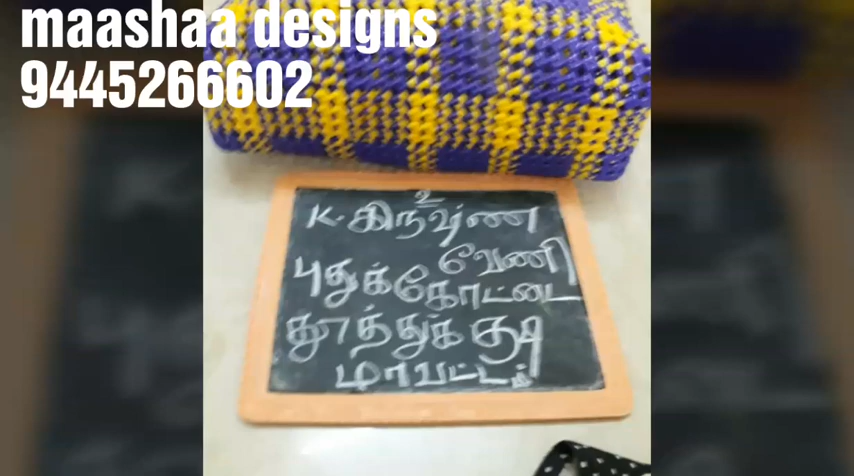 maashaa designs
9445266602
உ
K. கிருஷ்ண
வேணி
புதுக்கோட்டை
தூத்துக்குடி
மாவட்டம்